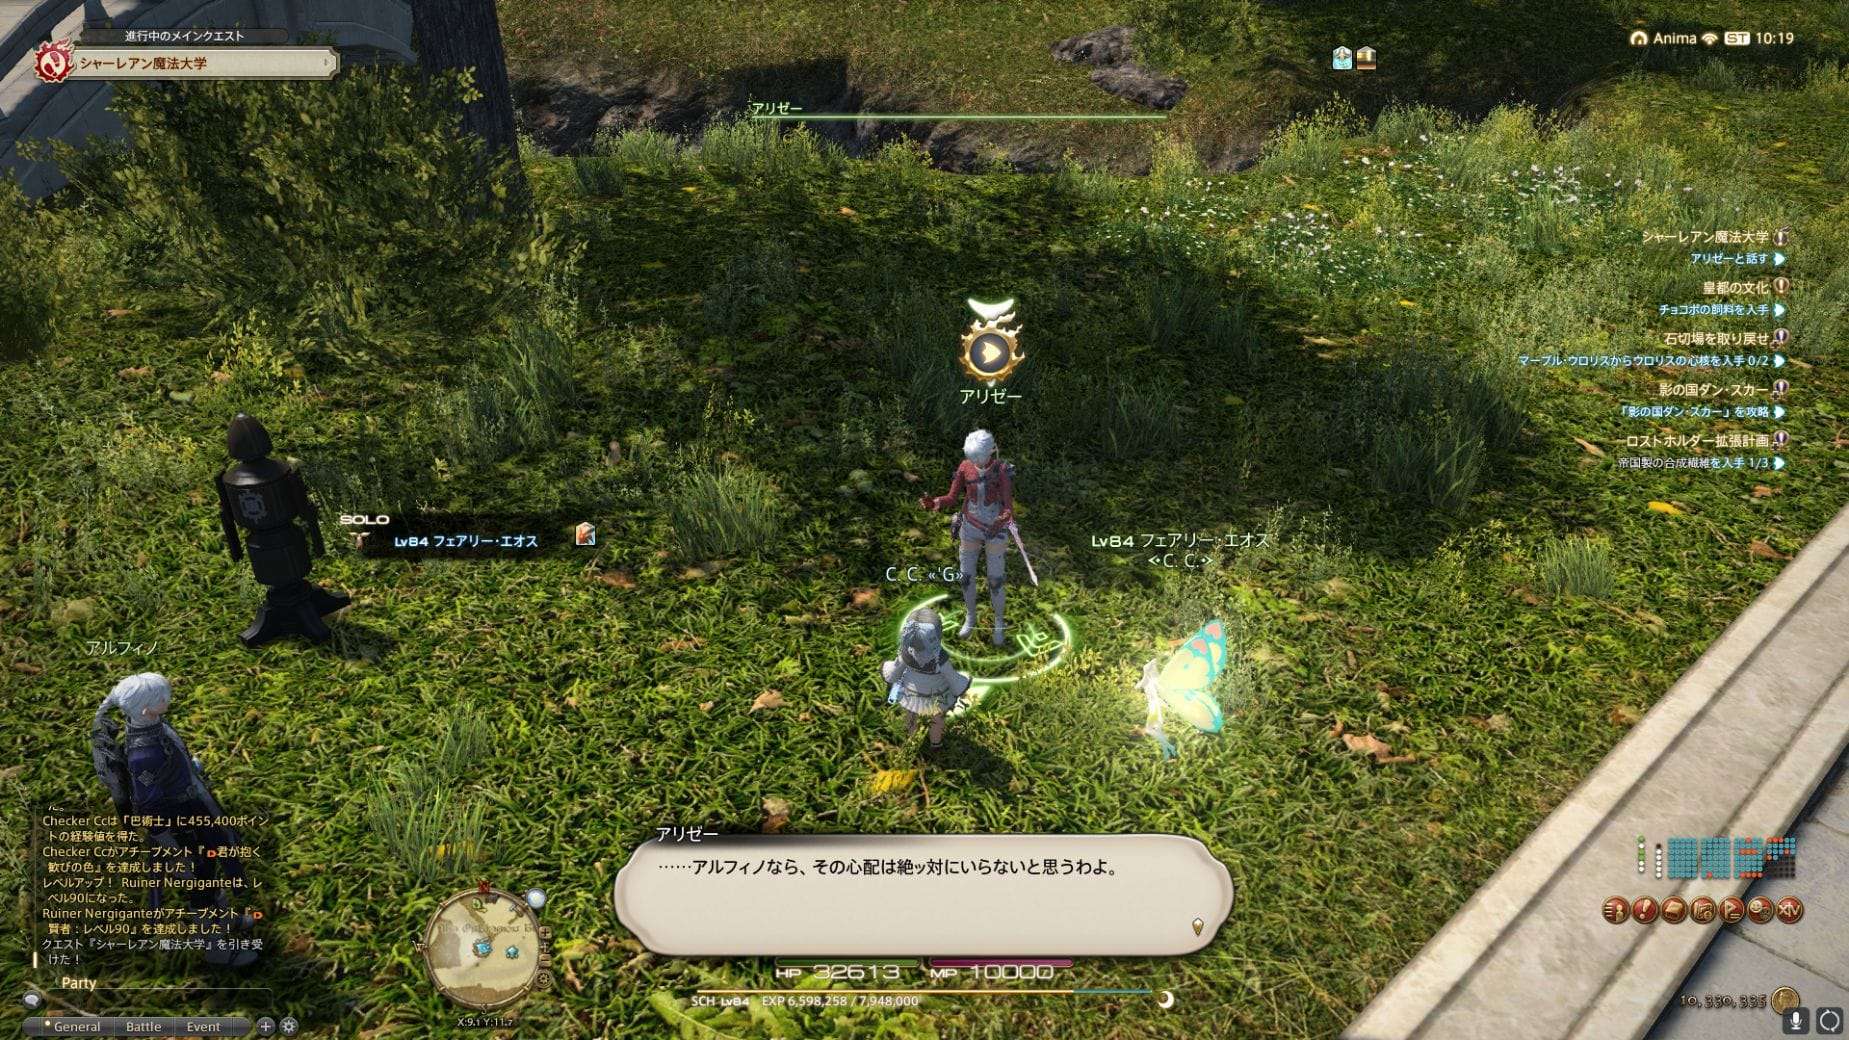 進行中のメインクエスト
シャーレアン魔法大学
Anima ST 10:19
アリゼー
シャーレアン魔法大学
アリゼーと話す
皇都の文化
チョコボの飼料を入手
石切場を取り戻せ
マーブル・ウロリスからウロリスの心核を入手 0/2
影の国ダン・スカー
「影の国ダン・スカー」を攻略
ロストホルダー拡張計画
帝国製の合成繊維を入手 1/3
アリゼー
SOLO
Lv84 フェアリー・エオス
Lv84 フェアリー・エオス
«C. C.»
C. C. «'G»
アルフィノ
た。
Checker Ccは「巴術士」に455,400ポイン
トの経験値を得た。
Checker Ccがアチーブメント『君が抱く
歓びの色』を達成しました！
レベルアップ！ Ruiner Nergiganteは、レ
ベル90になった。
Ruiner Nergiganteがアチーブメント『
賢者：レベル90』を達成しました！
クエスト『シャーレアン魔法大学』を引き受
けた！
Party
General Battle Event
X:9.1 Y:11.7
アリゼー
……アルフィノなら、その心配は絶ッ対にいらないと思うわよ。
HP 32613 MP 10000
SCH Lv84 EXP 6,598,258 / 7,948,000
XIV
10,330,335